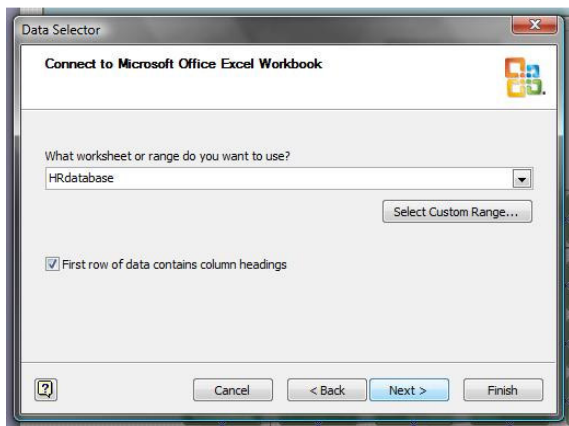 Data Selector
Connect to Microsoft Office Excel Workbook
What worksheet or range do you want to use?
HRdatabase
Select Custom Range...
First row of data contains column headings
Cancel < Back Next > Finish